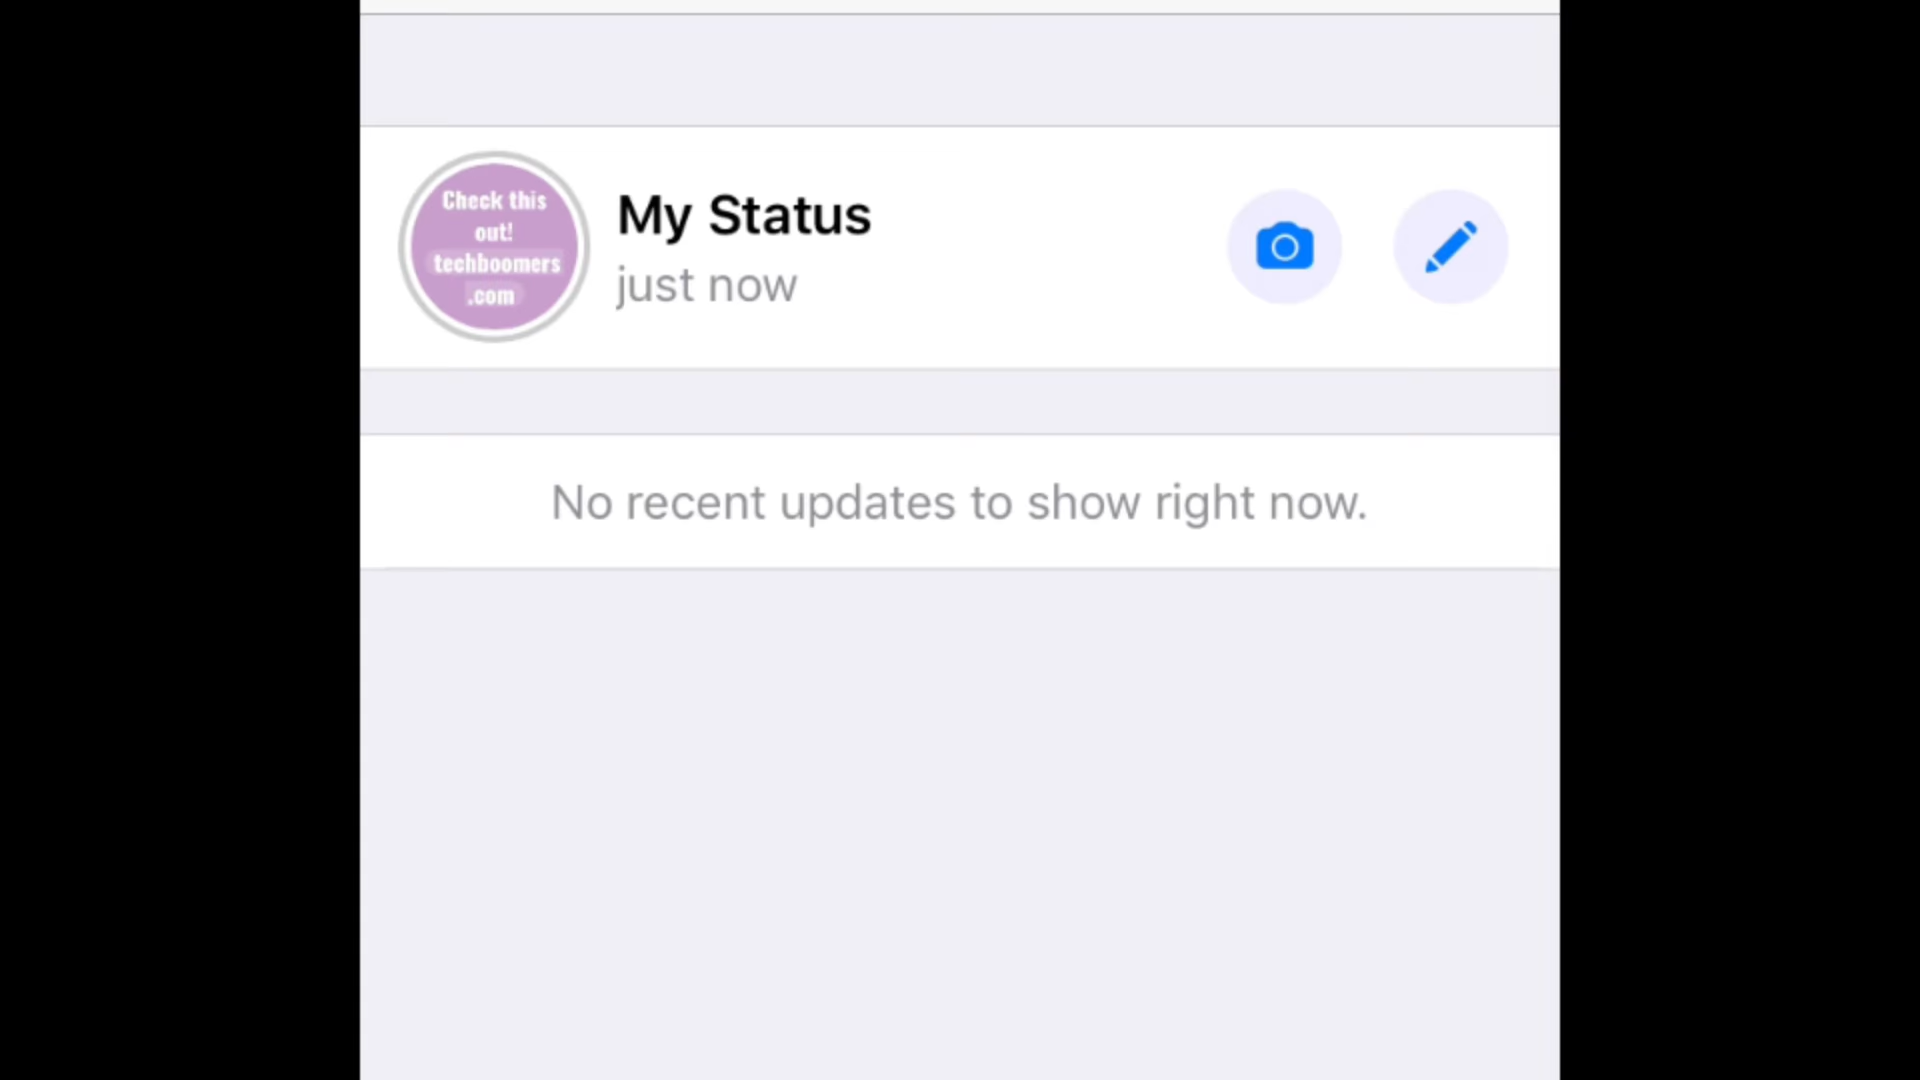 Check this
out!
techboomers
.com
My Status
just now
No recent updates to show right now.